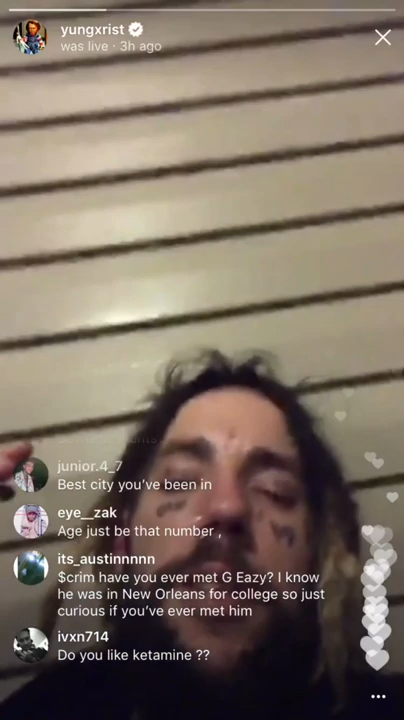 yungxrist
was live · 3h ago
junior.4_7
Best city you've been in
eye__zak
Age just be that number ,
its_austinnnnn
$crim have you ever met G Eazy? I know
he was in New Orleans for college so just
curious if you've ever met him
ivxn714
Do you like ketamine ??